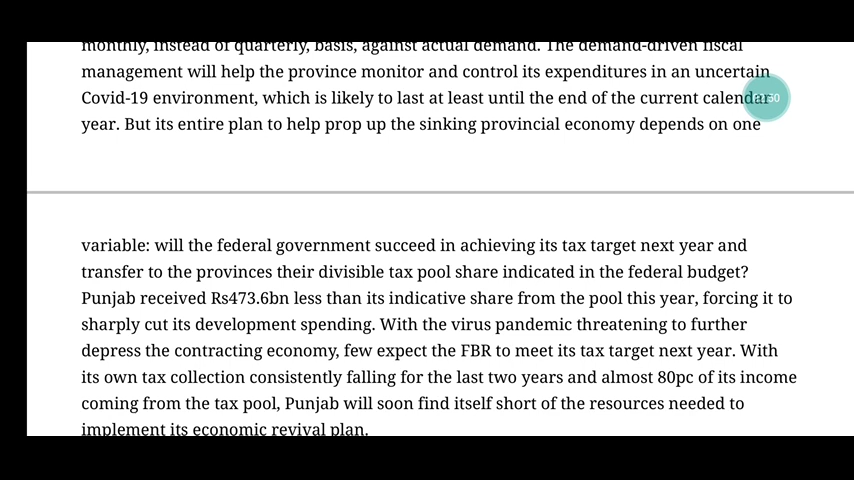 monthly, instead of quarterly, basis, against actual demand. The demand-driven fiscal
management will help the province monitor and control its expenditures in an uncertain
Covid-19 environment, which is likely to last at least until the end of the current calendar
year. But its entire plan to help prop up the sinking provincial economy depends on one
variable: will the federal government succeed in achieving its tax target next year and
transfer to the provinces their divisible tax pool share indicated in the federal budget?
Punjab received Rs473.6bn less than its indicative share from the pool this year, forcing it to
sharply cut its development spending. With the virus pandemic threatening to further
depress the contracting economy, few expect the FBR to meet its tax target next year. With
its own tax collection consistently falling for the last two years and almost 80pc of its income
coming from the tax pool, Punjab will soon find itself short of the resources needed to
implement its economic revival plan.